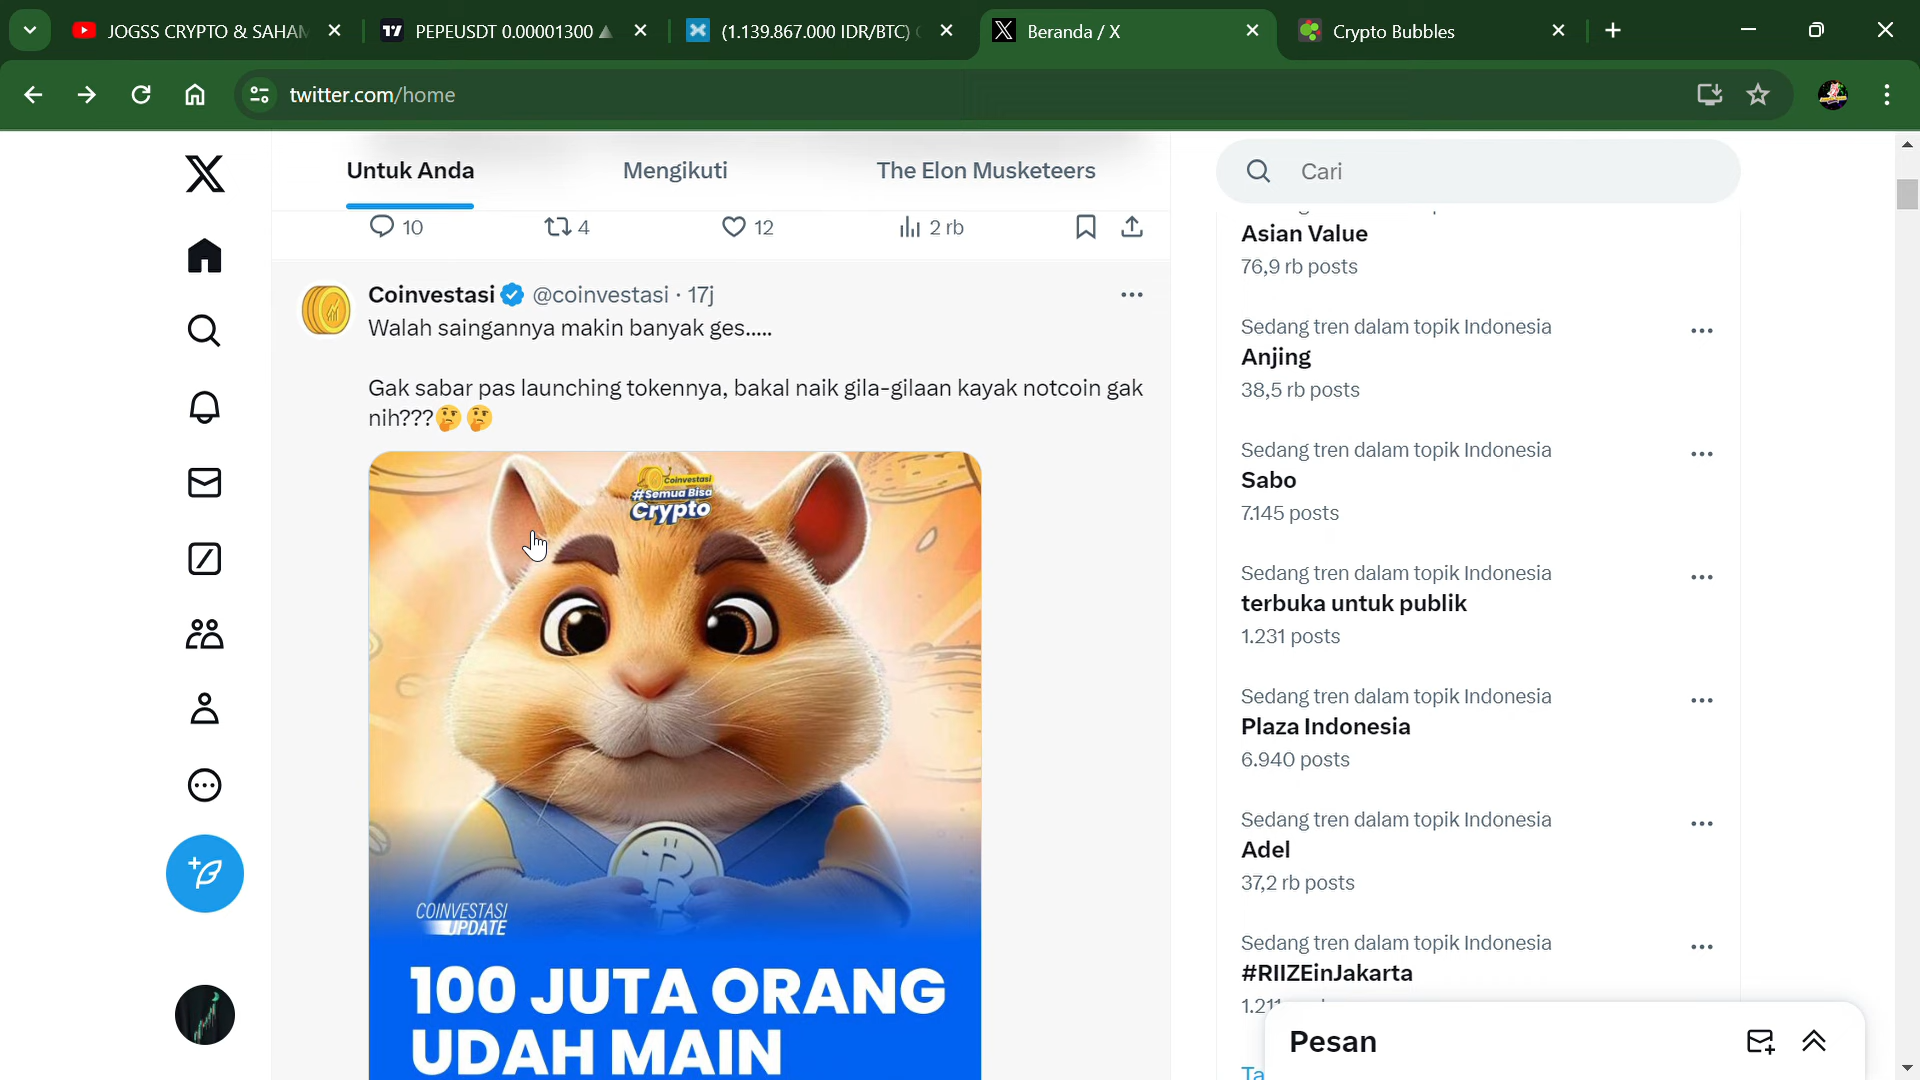 JOGSS CRYPTO & SAHAM
PEPEUSDT 0.00001300 ▲
(1.139.867.000 IDR/BTC)
Beranda / X
Crypto Bubbles
twitter.com/home
Untuk Anda
Mengikuti
The Elon Musketeers
Cari
10
4
12
2 rb
Coinvestasi @coinvestasi · 17j
Walah saingannya makin banyak ges.....
Gak sabar pas launching tokennya, bakal naik gila-gilaan kayak notcoin gak
nih???🤔🤔
Coinvestasi
#Semua Bisa
Crypto
COINVESTASI
UPDATE
100 JUTA ORANG
UDAH MAIN
Asian Value
76,9 rb posts
Sedang tren dalam topik Indonesia
Anjing
38,5 rb posts
Sedang tren dalam topik Indonesia
Sabo
7.145 posts
Sedang tren dalam topik Indonesia
terbuka untuk publik
1.231 posts
Sedang tren dalam topik Indonesia
Plaza Indonesia
6.940 posts
Sedang tren dalam topik Indonesia
Adel
37,2 rb posts
Sedang tren dalam topik Indonesia
#RIIZEinJakarta
Pesan